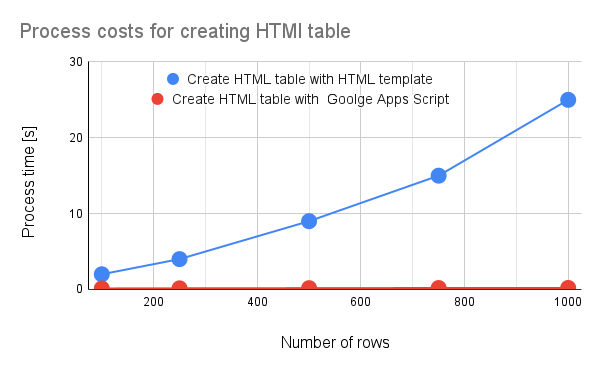 Process costs for creating HTMl table
Create HTML table with HTML template
Create HTML table with  Goolge Apps Script
Process time [s]
30
20
10
0
200
400
600
800
1000
Number of rows